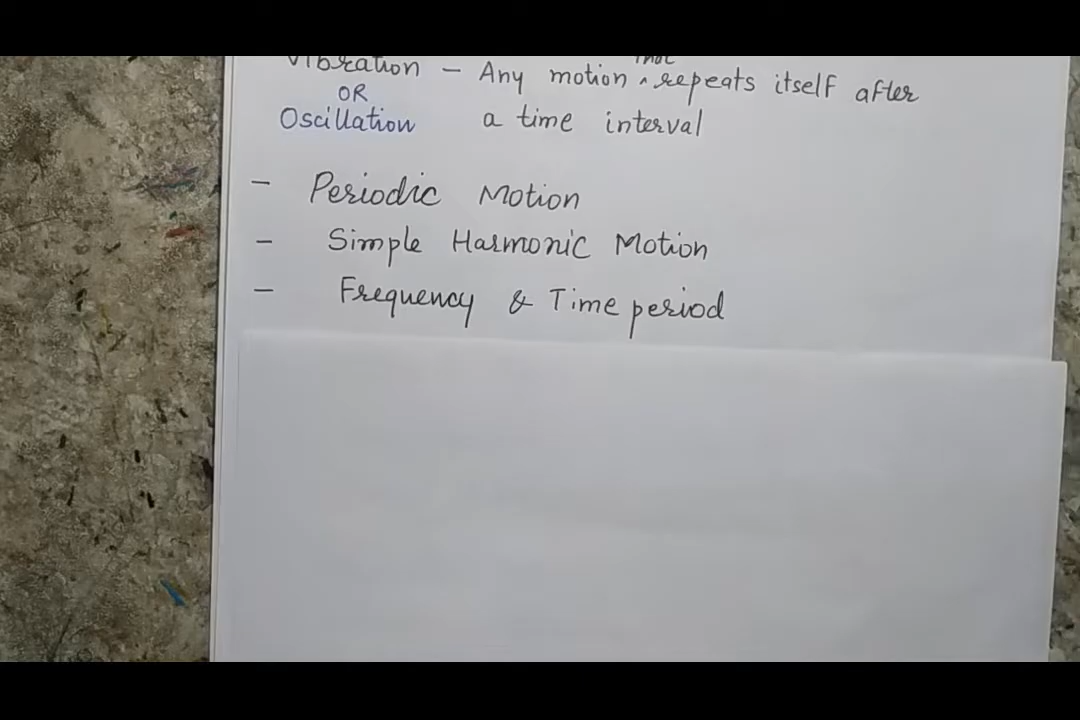 Vibration – Any motion ^ that repeats itself after
OR
Oscillation a time interval
– Periodic Motion
– Simple Harmonic Motion
– Frequency & Time period